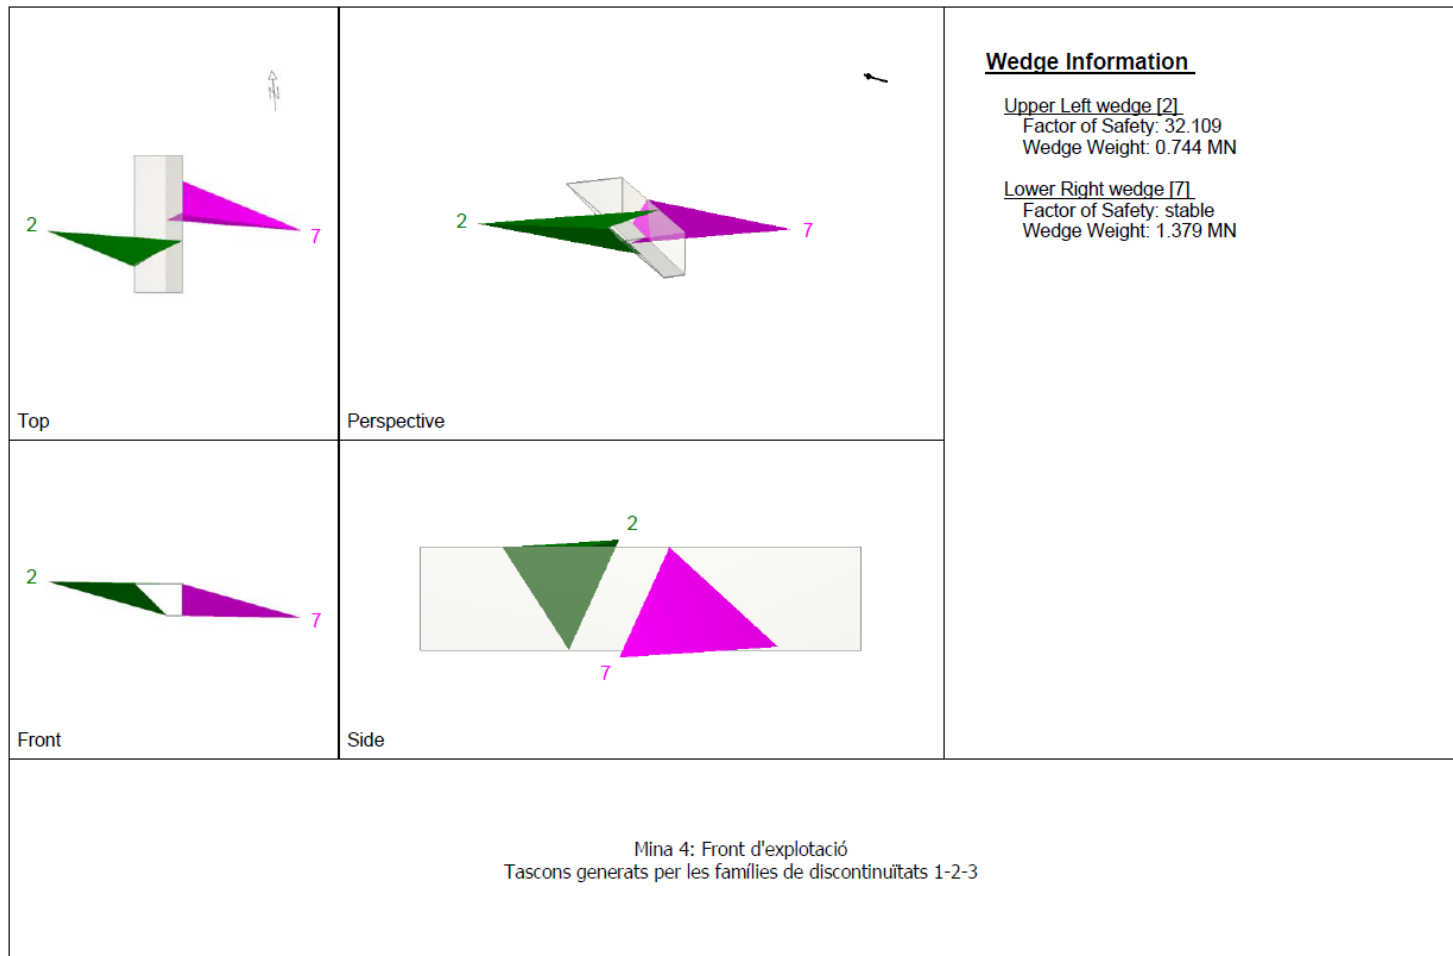 N
2
7
Top
2
7
Perspective
Wedge Information
Upper Left wedge [2]
Factor of Safety: 32.109
Wedge Weight: 0.744 MN
Lower Right wedge [7]
Factor of Safety: stable
Wedge Weight: 1.379 MN
2
7
Front
2
7
Side
Mina 4: Front d'explotació
Tascons generats per les famílies de discontinuïtats 1-2-3